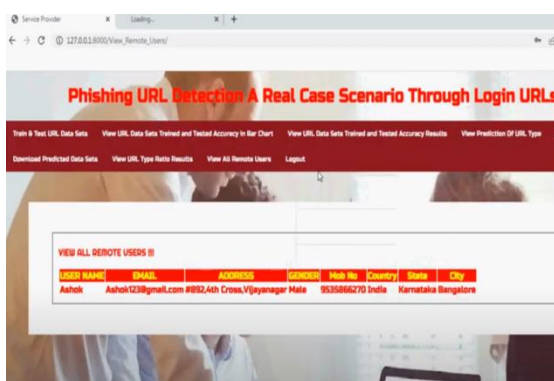 Service Provider
Loading...
127.0.0.1:8000/View_Remote_Users/
Phishing URL Detection A Real Case Scenario Through Login URLs
Train & Test URL Data Sets View URL Data Sets Trained and Tested Accuracy in Bar Chart View URL Data Sets Trained and Tested Accuracy Results View Prediction Of URL Type
Download Predicted Data Sets View URL Type Ratio Results View All Remote Users Logout
VIEW ALL REMOTE USERS !!!
USER NAME EMAIL ADDRESS GENDER Mob No Country State City
Ashok Ashok123@gmail.com #892,4th Cross,Vijayanagar Male 9535866270 India Karnataka Bangalore